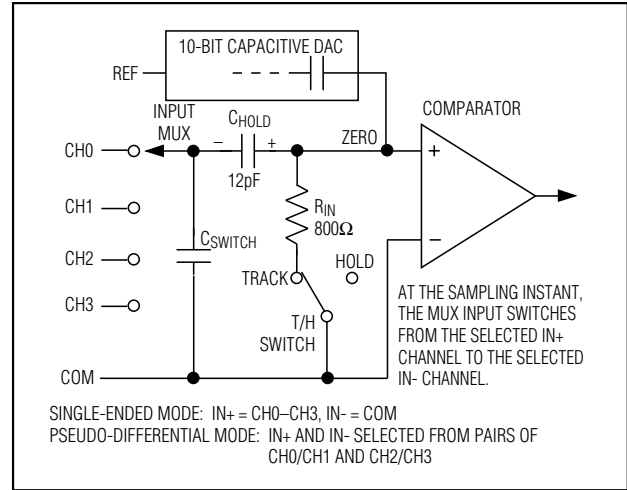 10-BIT CAPACITIVE DAC
REF
INPUT
MUX
CHOLD
COMPARATOR
– +
ZERO
+
CH0
12pF
RIN
800Ω
CH1
CSWITCH
–
HOLD
CH2
TRACK
CH3
T/H
SWITCH
AT THE SAMPLING INSTANT,
THE MUX INPUT SWITCHES
FROM THE SELECTED IN+
CHANNEL TO THE SELECTED
IN- CHANNEL.
COM
SINGLE-ENDED MODE: IN+ = CH0–CH3, IN- = COM
PSEUDO-DIFFERENTIAL MODE: IN+ AND IN- SELECTED FROM PAIRS OF
CH0/CH1 AND CH2/CH3